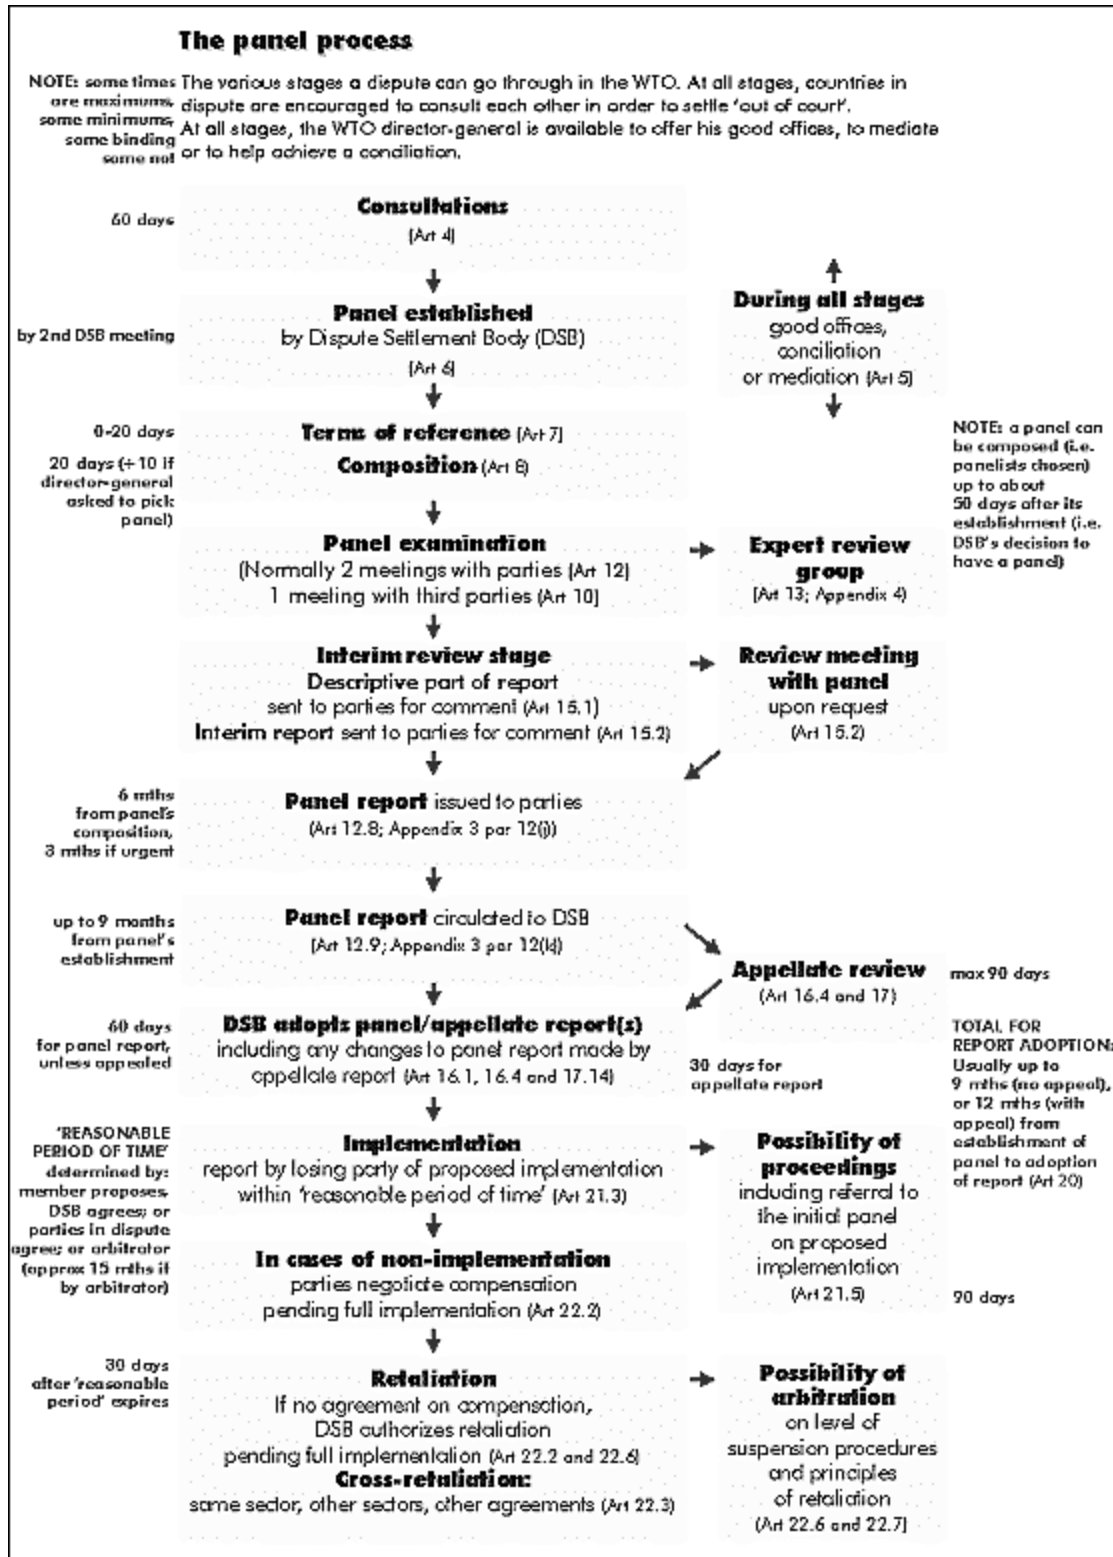 The panel process
NOTE: some times
are maximums,
some minimums,
some binding
some not
The various stages a dispute can go through in the WTO. At all stages, countries in
dispute are encouraged to consult each other in order to settle ‘out of court’.
At all stages, the WTO director-general is available to offer his good offices, to mediate
or to help achieve a conciliation.
60 days
Consultations
(Art 4)
by 2nd DSB meeting
Panel established
by Dispute Settlement Body (DSB)
(Art 6)
During all stages
good offices,
conciliation
or mediation (Art 5)
0-20 days
20 days (+10 if
director-general
asked to pick
panel)
Terms of reference (Art 7)
Composition (Art 8)
NOTE: a panel can
be composed (i.e.
panelists chosen)
up to about
50 days after its
establishment (i.e.
DSB’s decision to
have a panel)
Panel examination
(Normally 2 meetings with parties (Art 12)
1 meeting with third parties (Art 10)
Expert review
group
(Art 13; Appendix 4)
Interim review stage
Descriptive part of report
sent to parties for comment (Art 15.1)
Interim report sent to parties for comment (Art 15.2)
Review meeting
with panel
upon request
(Art 15.2)
6 mths
from panel’s
composition,
3 mths if urgent
Panel report issued to parties
(Art 12.8; Appendix 3 par 12(j))
up to 9 months
from panel’s
establishment
Panel report circulated to DSB
(Art 12.9; Appendix 3 par 12(k))
Appellate review
(Art 16.4 and 17)
max 90 days
60 days
for panel report,
unless appealed
DSB adopts panel/appellate report(s)
including any changes to panel report made by
appellate report (Art 16.1, 16.4 and 17.14)
30 days for
appellate report
TOTAL FOR
REPORT ADOPTION:
Usually up to
9 mths (no appeal),
or 12 mths (with
appeal) from
establishment of
panel to adoption
of report (Art 20)
‘REASONABLE
PERIOD OF TIME’
determined by:
member proposes,
DSB agrees; or
parties in dispute
agree; or arbitrator
(approx 15 mths if
by arbitrator)
Implementation
report by losing party of proposed implementation
within ‘reasonable period of time’ (Art 21.3)
Possibility of
proceedings
including referral to
the initial panel
on proposed
implementation
(Art 21.5)
90 days
In cases of non-implementation
parties negotiate compensation
pending full implementation (Art 22.2)
30 days
after ‘reasonable
period’ expires
Retaliation
If no agreement on compensation,
DSB authorizes retaliation
pending full implementation (Art 22.2 and 22.6)
Cross-retaliation:
same sector, other sectors, other agreements (Art 22.3)
Possibility of
arbitration
on level of
suspension procedures
and principles
of retaliation
(Art 22.6 and 22.7)